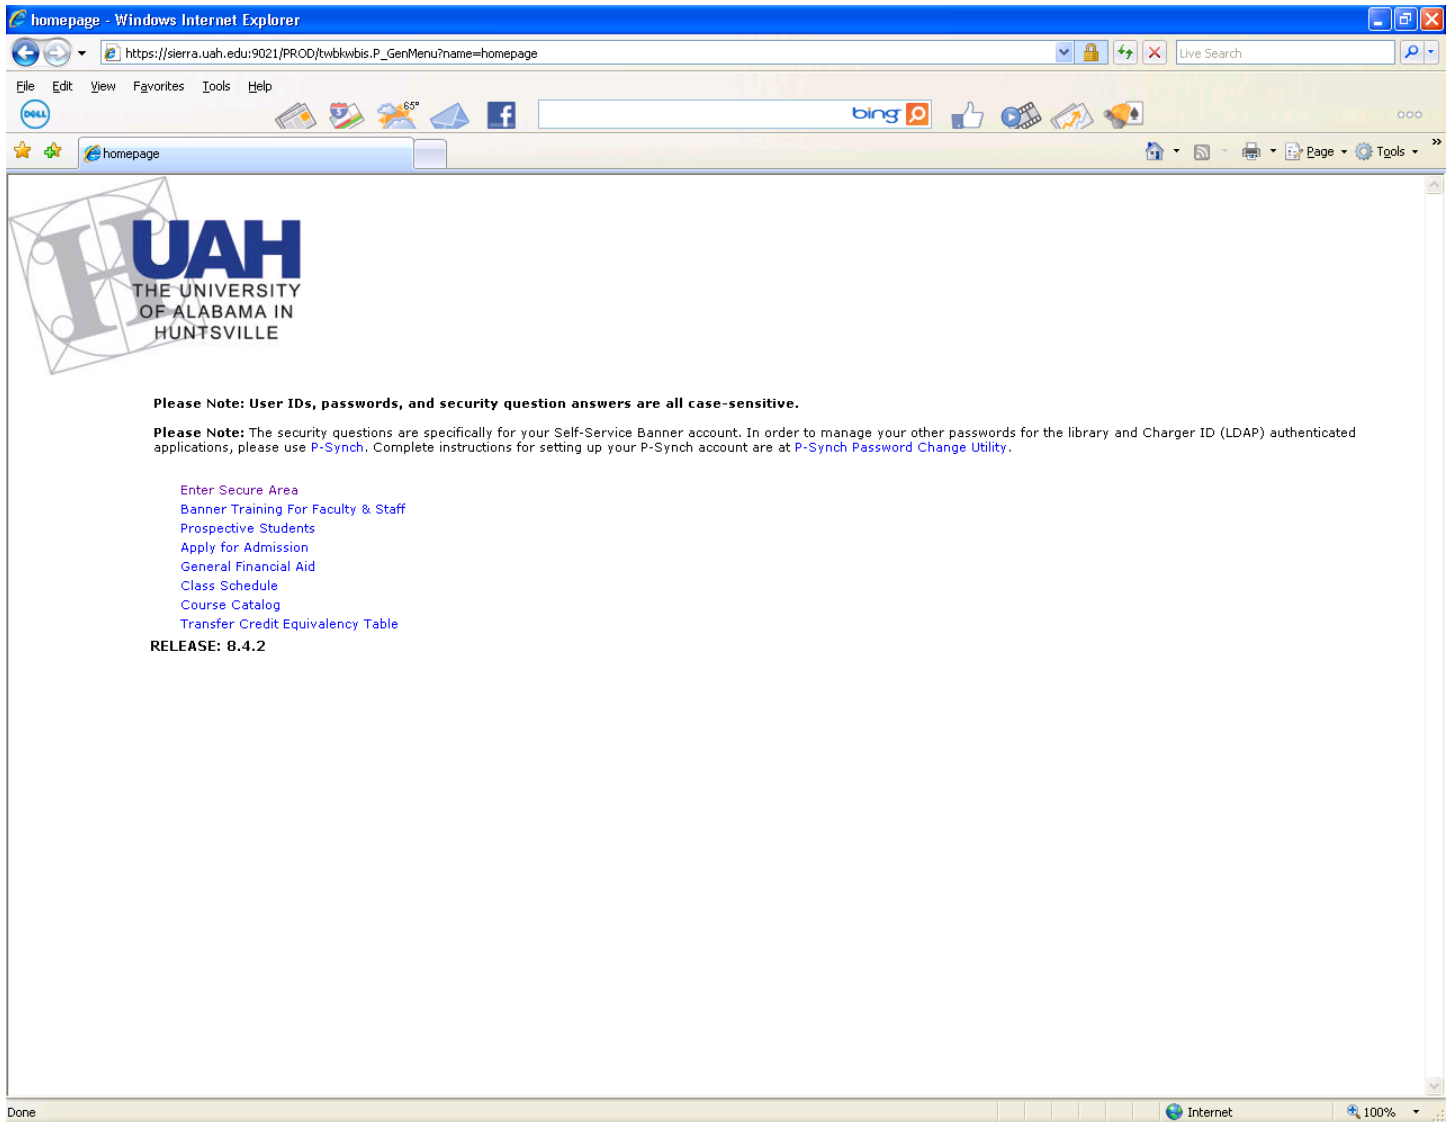 homepage - Windows Internet Explorer
https://sierra.uah.edu:9021/PROD/twbkwbis.P_GenMenu?name=homepage
Live Search
File Edit View Favorites Tools Help
DELL
65°
f
bing
homepage
Page
Tools
UAH
THE UNIVERSITY
OF ALABAMA IN
HUNTSVILLE
Please Note: User IDs, passwords, and security question answers are all case-sensitive.
Please Note: The security questions are specifically for your Self-Service Banner account. In order to manage your other passwords for the library and Charger ID (LDAP) authenticated
applications, please use P-Synch. Complete instructions for setting up your P-Synch account are at P-Synch Password Change Utility.
Enter Secure Area
Banner Training For Faculty & Staff
Prospective Students
Apply for Admission
General Financial Aid
Class Schedule
Course Catalog
Transfer Credit Equivalency Table
RELEASE: 8.4.2
Done
Internet
100%